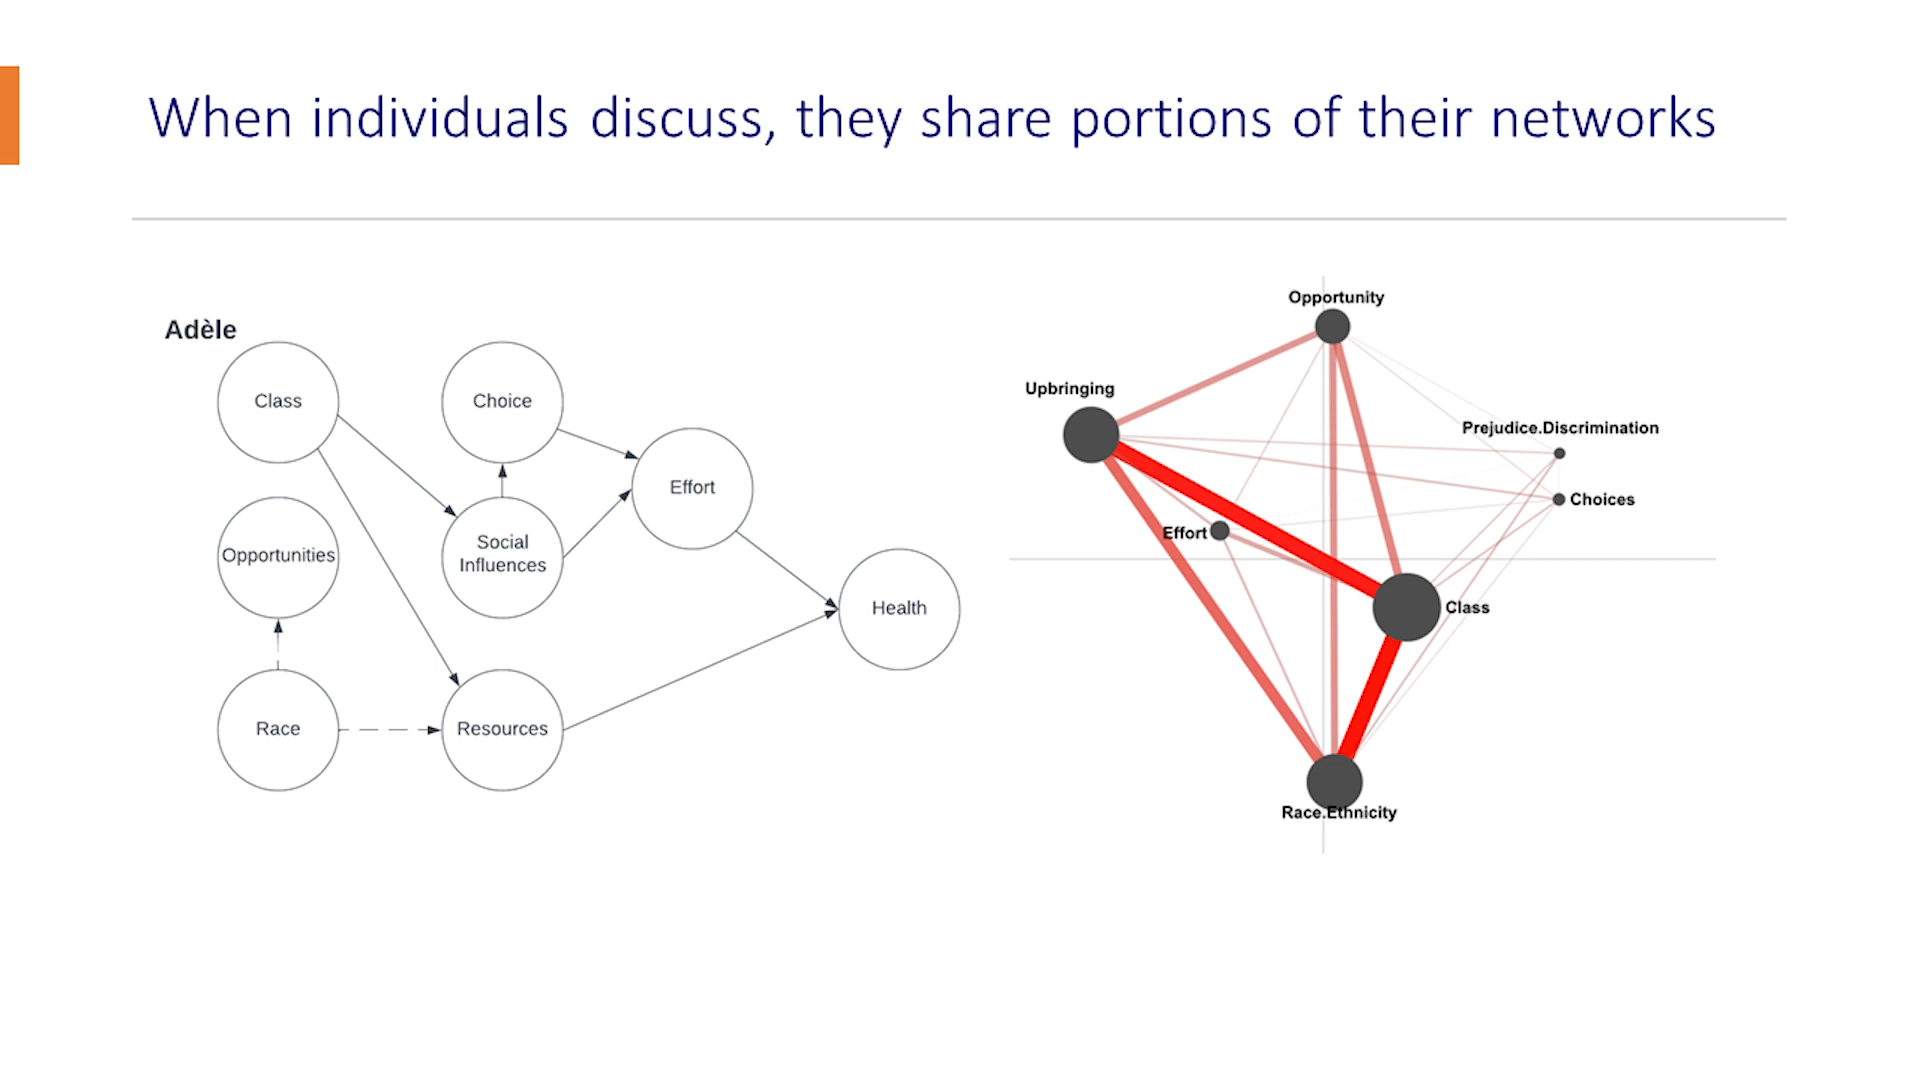 When individuals discuss, they share portions of their networks
Adèle
Class
Choice
Effort
Opportunities
Social
Influences
Health
Race
Resources
Opportunity
Upbringing
Prejudice.Discrimination
Choices
Effort
Class
Race.Ethnicity